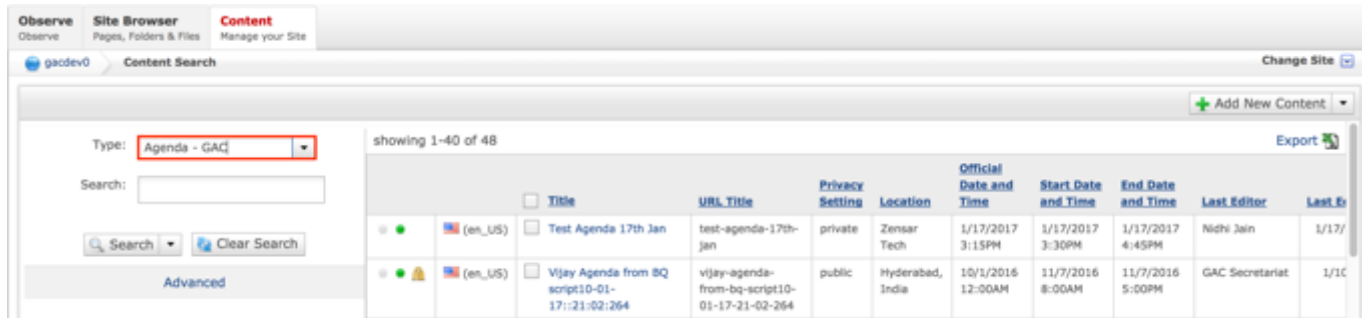 Observe Site Browser Content
Observe Pages, Folders & Files Manage your Site
gacdev0 Content Search Change Site
Add New Content
Type: Agenda - GAC showing 1-40 of 48 Export
Search:
Official
Privacy Date and Start Date End Date
Title URL Title Setting Location Time and Time and Time Last Editor
(en_US) Test Agenda 17th Jan test-agenda-17th- private Zensar 1/17/2017 1/17/2017 1/17/2017 Nidhi Jain 1/17/
jan Tech 3:15PM 3:30PM 4:45PM
Search Clear Search
(en_US) Vijay Agenda from BQ vijay-agenda- public Hyderabad, 10/1/2016 11/7/2016 11/7/2016 GAC Secretariat 1/10
Advanced script10-01- from-bq-script10- India 12:00AM 8:00AM 5:00PM
17::21:02:264 01-17-21-02-264